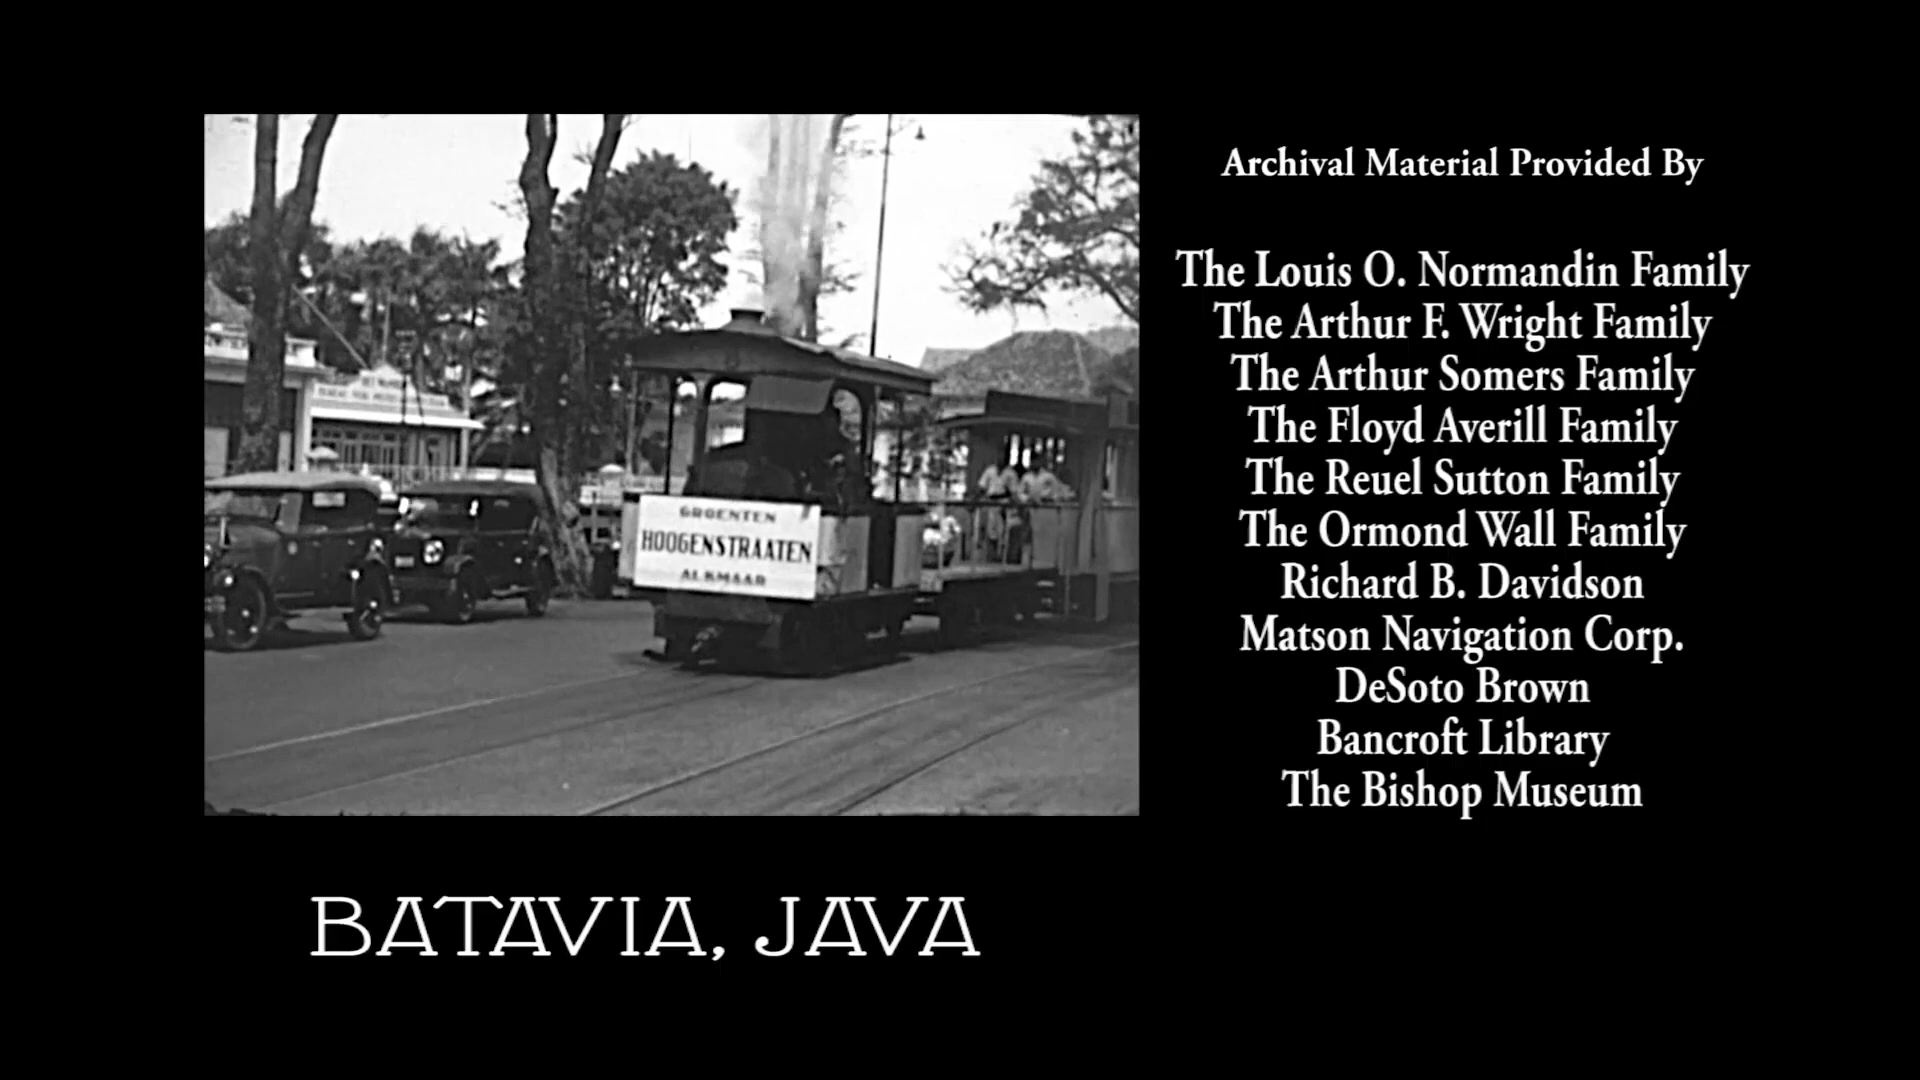 Archival Material Provided By
The Louis O. Normandin Family
The Arthur F. Wright Family
The Arthur Somers Family
The Floyd Averill Family
The Reuel Sutton Family
The Ormond Wall Family
Richard B. Davidson
Matson Navigation Corp.
DeSoto Brown
Bancroft Library
The Bishop Museum
GROENTEN
HOOGENSTRAATEN
ALKMAAR
BATAVIA, JAVA